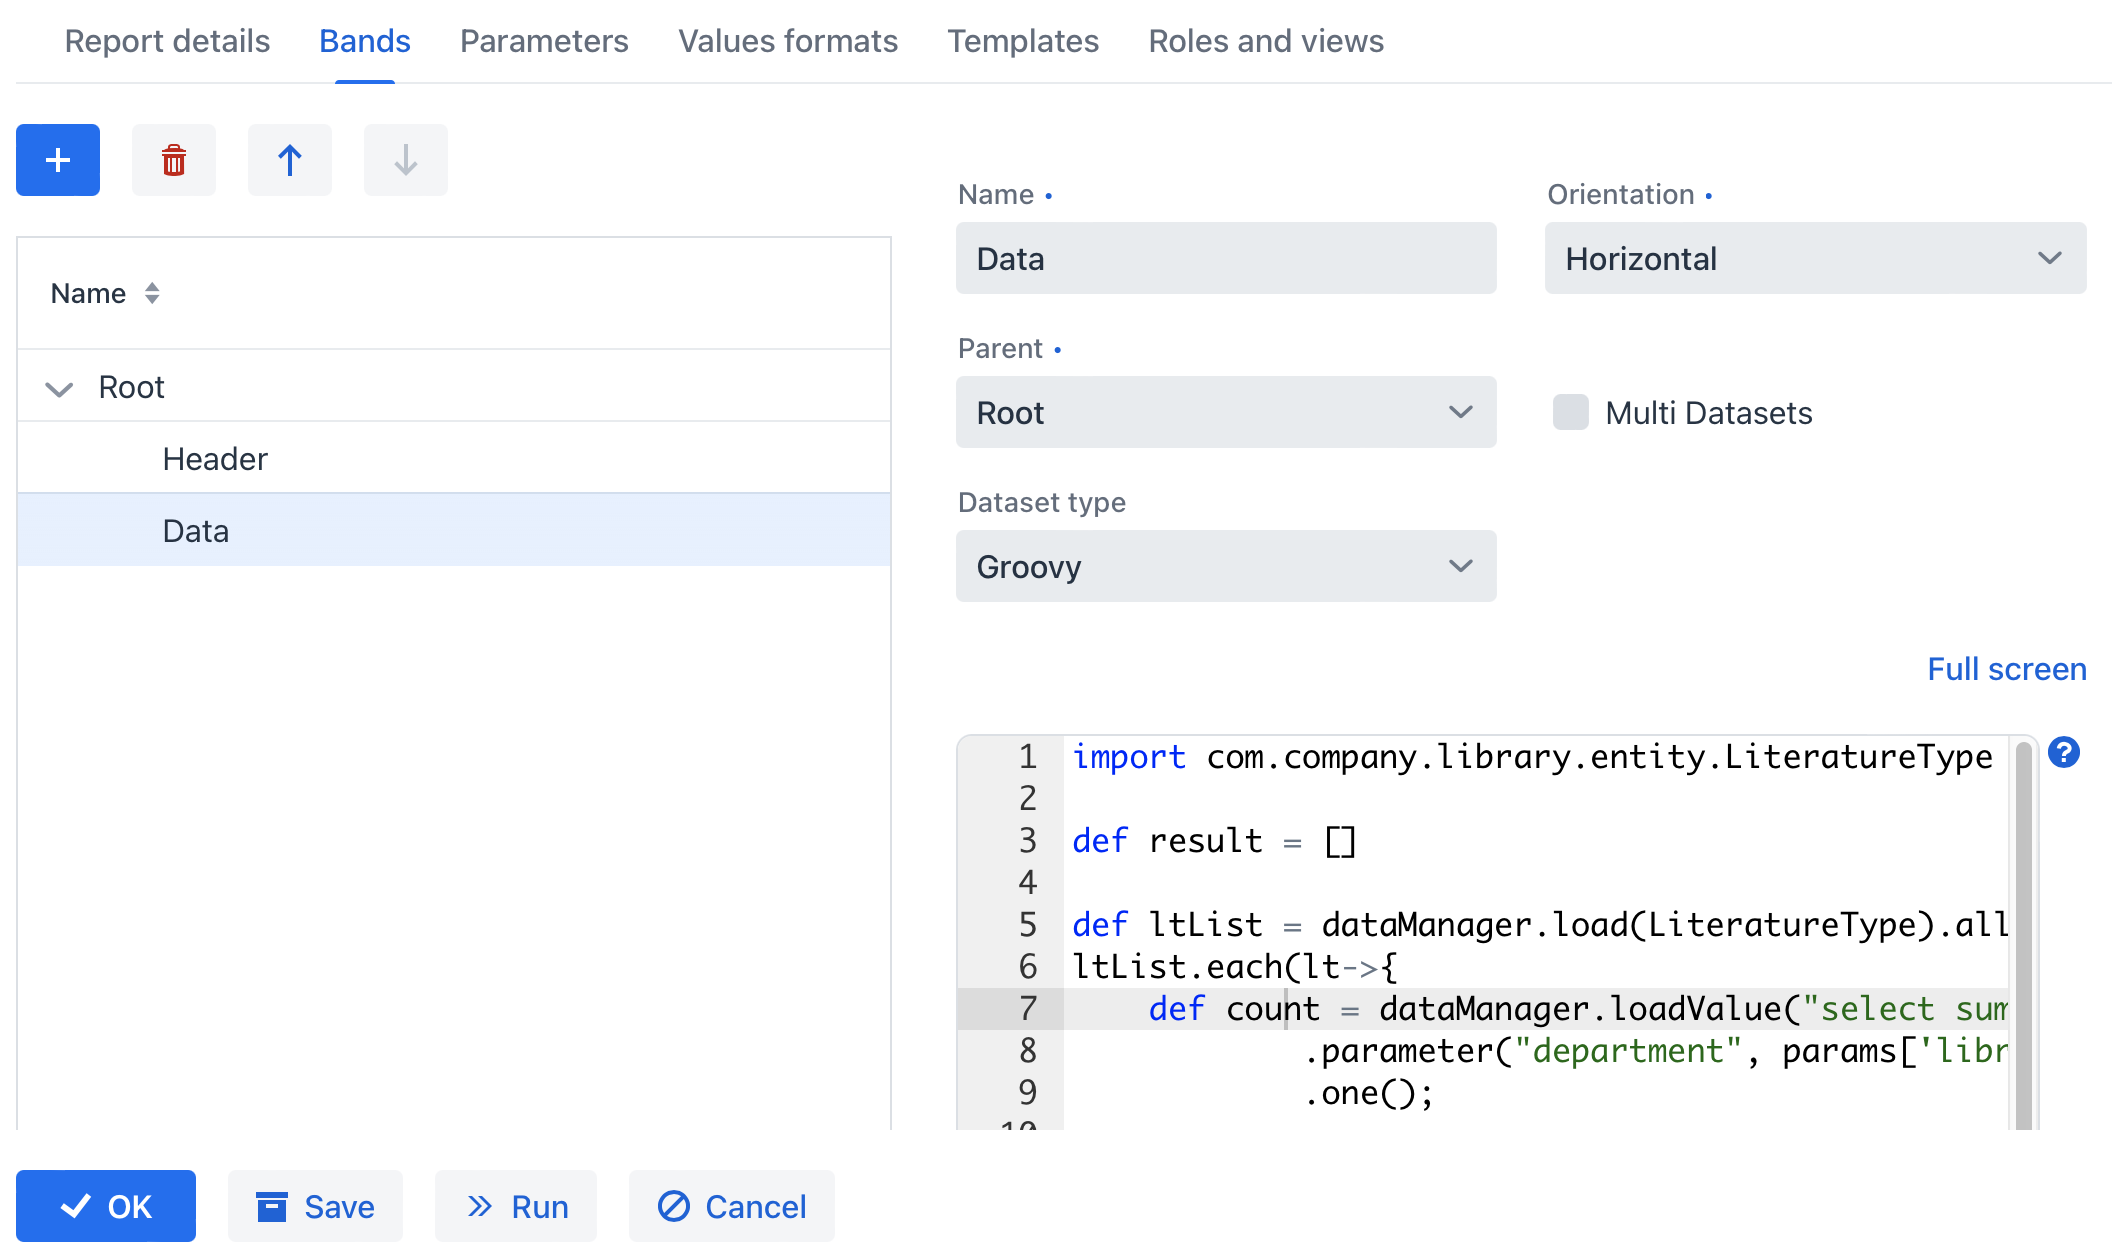 Report details Bands Parameters Values formats Templates Roles and views
Name
Root
Header
Data
Name •
Data
Orientation •
Horizontal
Parent •
Root
Multi Datasets
Dataset type
Groovy
Full screen
1 import com.company.library.entity.LiteratureType
2
3 def result = []
4
5 def ltList = dataManager.load(LiteratureType).all
6 ltList.each(lt->{
7 def count = dataManager.loadValue("select sum
8 .parameter("department", params['libr
9 .one();
10
?
OK Save Run Cancel